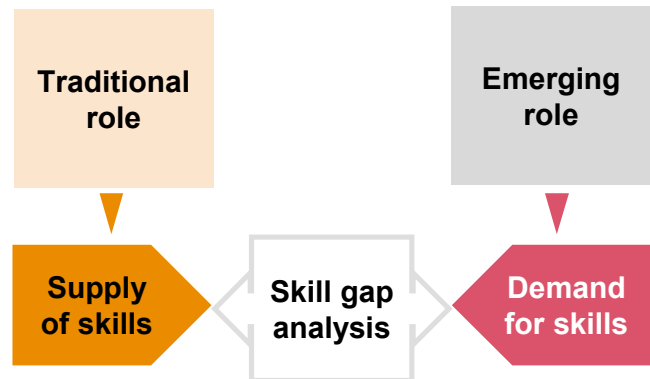 Traditional
role
Emerging
role
Supply
of skills
Skill gap
analysis
Demand
for skills